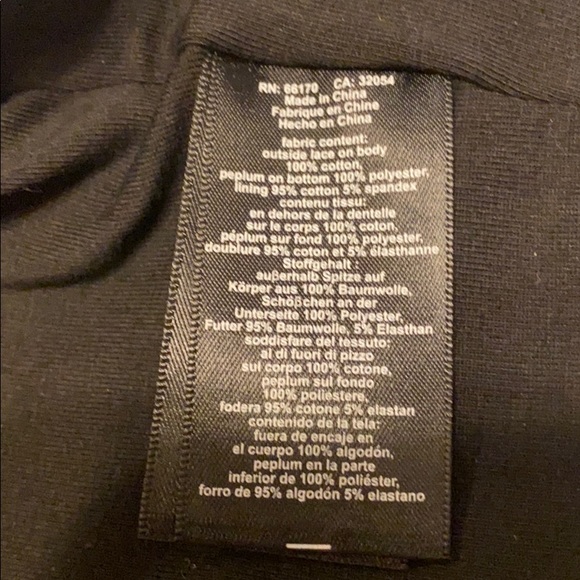 RN: 66170 CA: 32054
Made in China
Fabrique en Chine
Hecho en China
fabric content:
outside lace on body
100% cotton,
peplum on bottom 100% polyester,
lining 95% cotton 5% spandex
contenu tissu:
en dehors de la dentelle
sur le corps 100% coton,
péplum sur fond 100% polyester,
doublure 95% coton et 5% élasthanne
Stoffgehalt :
außerhalb Spitze auf
Körper aus 100% Baumwolle,
Schößchen an der
Unterseite 100% Polyester,
Futter 95% Baumwolle, 5% Elasthan
soddisfare del tessuto:
al di fuori di pizzo
sul corpo 100% cotone,
peplum sul fondo
100% poliestere,
fodera 95% cotone 5% elastan
contenido de la tela:
fuera de encaje en
el cuerpo 100% algodón,
peplum en la parte
inferior de 100% poliéster,
forro de 95% algodón 5% elastano